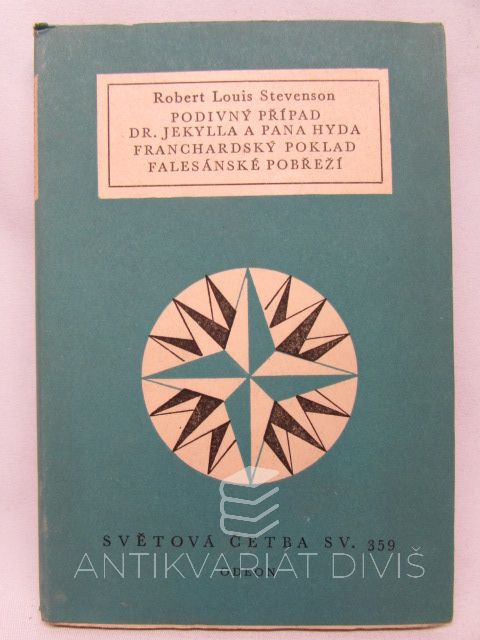 Robert Louis Stevenson
PODIVNÝ PŘÍPAD
DR. JEKYLLA A PANA HYDA
FRANCHARDSKÝ POKLAD
FALESÁNSKÉ POBŘEŽÍ
SVĚTOVÁ ČETBA SV. 359
ANTIKVARIÁT DIVIŠ
ODEON